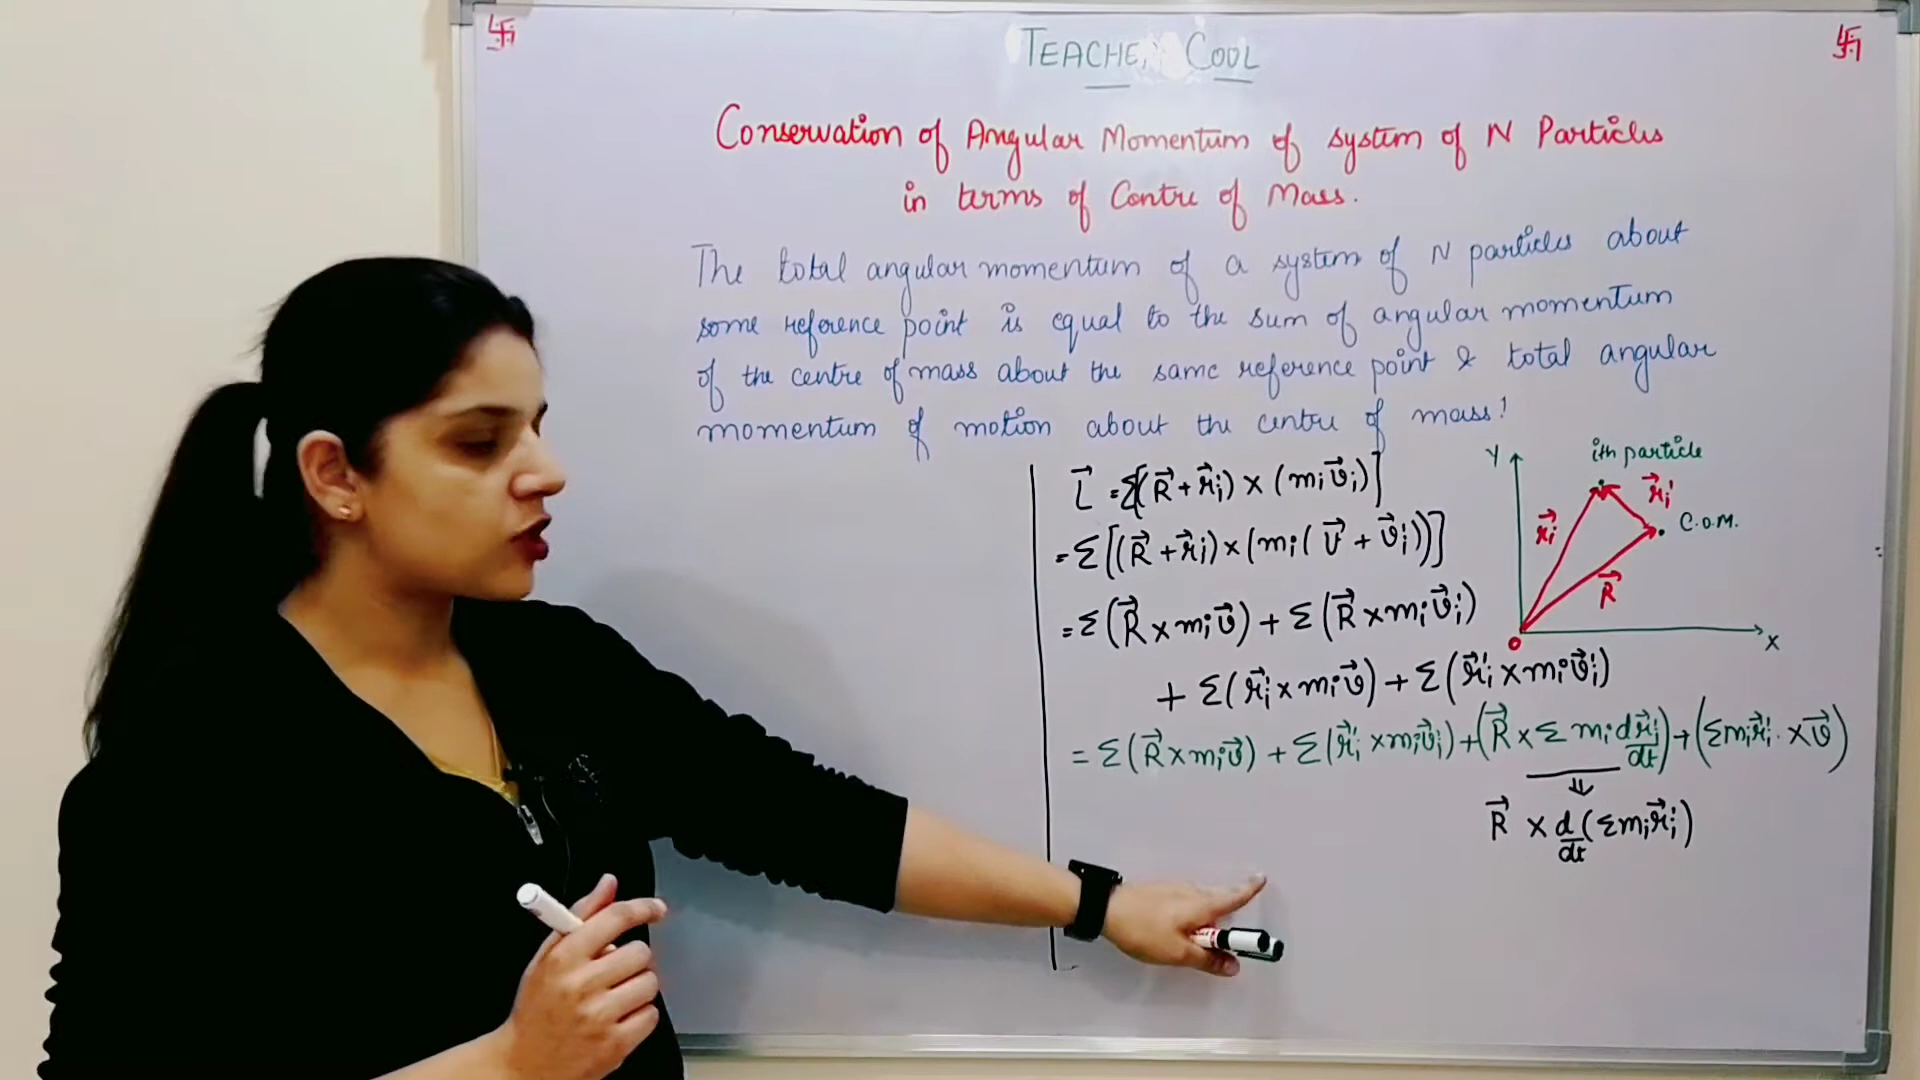 TEACHER COOL
Conservation of Angular Momentum of system of N Particles
in terms of Centre of Mass.
The total angular momentum of a system of N particles about
some reference point is equal to the sum of angular momentum
of the centre of mass about the same reference point & total angular
momentum of motion about the centre of mass!
L⃗ = Σ[(R⃗ + r⃗i') × (mi v⃗i)]
= Σ[(R⃗ + r⃗i') × (mi(v⃗ + v⃗i'))]
= Σ(R⃗ × mi v⃗) + Σ(R⃗ × mi v⃗i')
+ Σ(r⃗i' × mi v⃗) + Σ(r⃗i' × mi v⃗i')
= Σ(R⃗ × mi v⃗) + Σ(r⃗i' × mi v⃗i') + (R⃗ × Σ mi dr⃗i'/dt) + (Σ mi r⃗i' × v⃗)
⇓
R⃗ × d/dt (Σ mi r⃗i')
Y
ith particle
r⃗i'
r⃗i
C.O.M.
R⃗
O
X